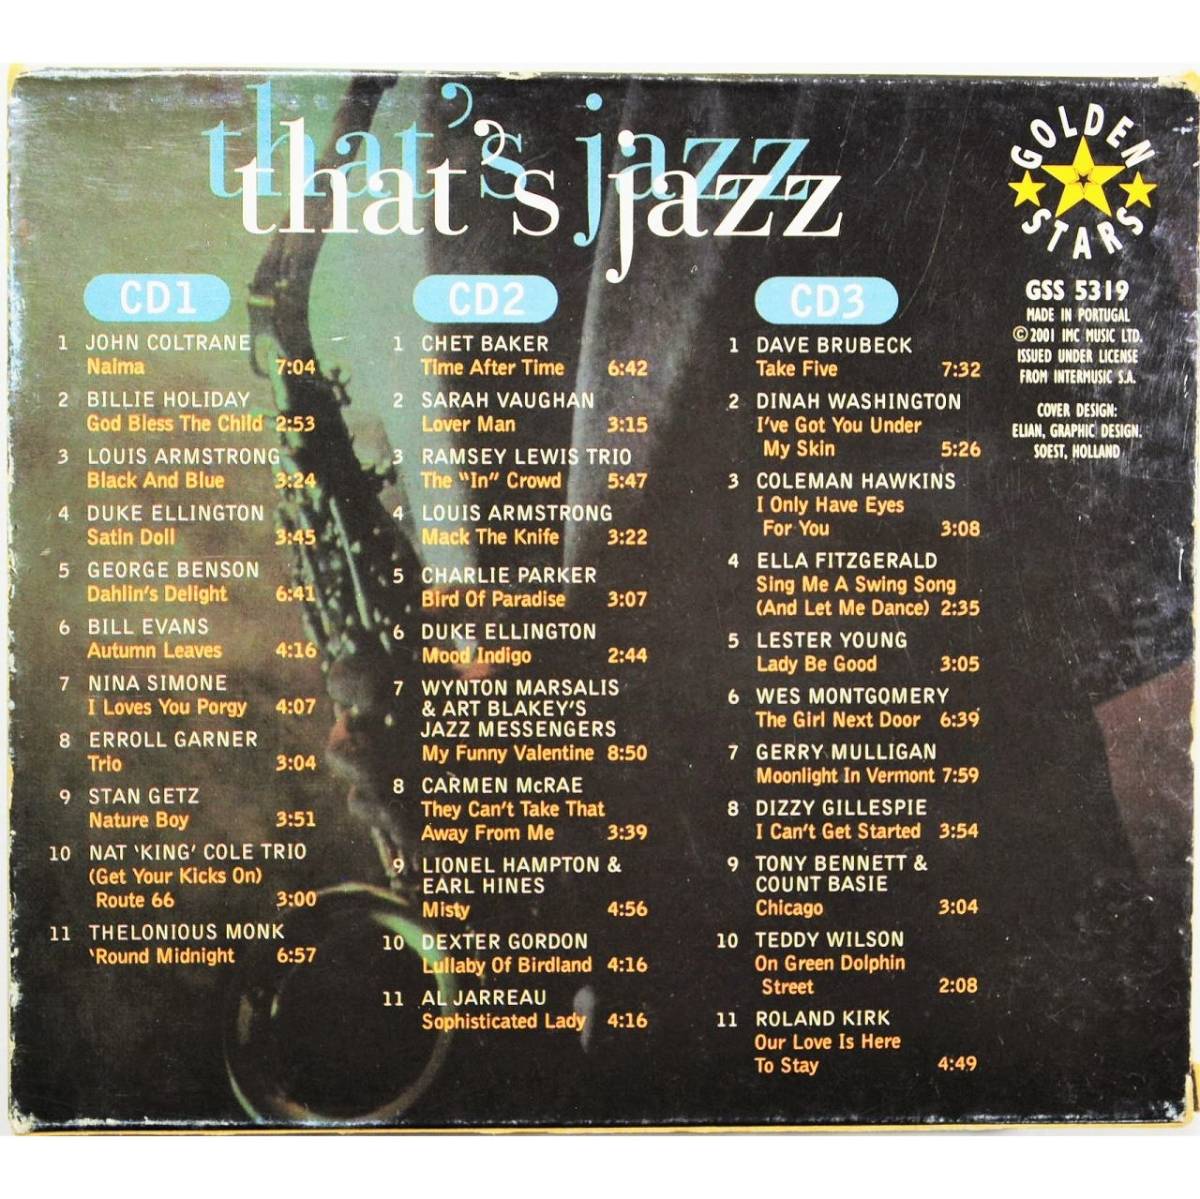 that's jazz
that's jazz
GOLDEN
STARS
GSS 5319
MADE IN PORTUGAL
©2001 IMC MUSIC LTD.
ISSUED UNDER LICENSE
FROM INTERMUSIC S.A.
COVER DESIGN:
ELIAN, GRAPHIC DESIGN.
SOEST, HOLLAND
CD1
1 JOHN COLTRANE
Naima 7:04
2 BILLIE HOLIDAY
God Bless The Child 2:53
3 LOUIS ARMSTRONG
Black And Blue 3:24
4 DUKE ELLINGTON
Satin Doll 3:45
5 GEORGE BENSON
Dahlin's Delight 6:41
6 BILL EVANS
Autumn Leaves 4:16
7 NINA SIMONE
I Loves You Porgy 4:07
8 ERROLL GARNER
Trio 3:04
9 STAN GETZ
Nature Boy 3:51
10 NAT 'KING' COLE TRIO
(Get Your Kicks On)
Route 66 3:00
11 THELONIOUS MONK
'Round Midnight 6:57
CD2
1 CHET BAKER
Time After Time 6:42
2 SARAH VAUGHAN
Lover Man 3:15
3 RAMSEY LEWIS TRIO
The "In" Crowd 5:47
4 LOUIS ARMSTRONG
Mack The Knife 3:22
5 CHARLIE PARKER
Bird Of Paradise 3:07
6 DUKE ELLINGTON
Mood Indigo 2:44
7 WYNTON MARSALIS
& ART BLAKEY'S
JAZZ MESSENGERS
My Funny Valentine 8:50
8 CARMEN McRAE
They Can't Take That
Away From Me 3:39
9 LIONEL HAMPTON &
EARL HINES
Misty 4:56
10 DEXTER GORDON
Lullaby Of Birdland 4:16
11 AL JARREAU
Sophisticated Lady 4:16
CD3
1 DAVE BRUBECK
Take Five 7:32
2 DINAH WASHINGTON
I've Got You Under
My Skin 5:26
3 COLEMAN HAWKINS
I Only Have Eyes
For You 3:08
4 ELLA FITZGERALD
Sing Me A Swing Song
(And Let Me Dance) 2:35
5 LESTER YOUNG
Lady Be Good 3:05
6 WES MONTGOMERY
The Girl Next Door 6:39
7 GERRY MULLIGAN
Moonlight In Vermont 7:59
8 DIZZY GILLESPIE
I Can't Get Started 3:54
9 TONY BENNETT &
COUNT BASIE
Chicago 3:04
10 TEDDY WILSON
On Green Dolphin
Street 2:08
11 ROLAND KIRK
Our Love Is Here
To Stay 4:49